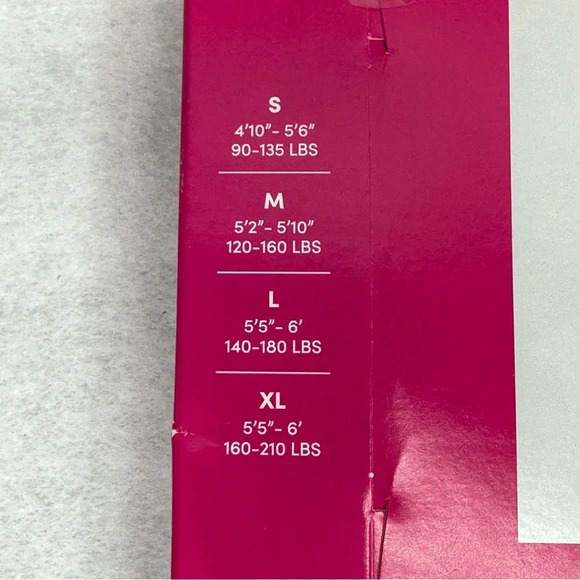 S
4'10"- 5'6"
90-135 LBS
M
5'2"- 5'10"
120-160 LBS
L
5'5"- 6'
140-180 LBS
XL
5'5"- 6'
160-210 LBS